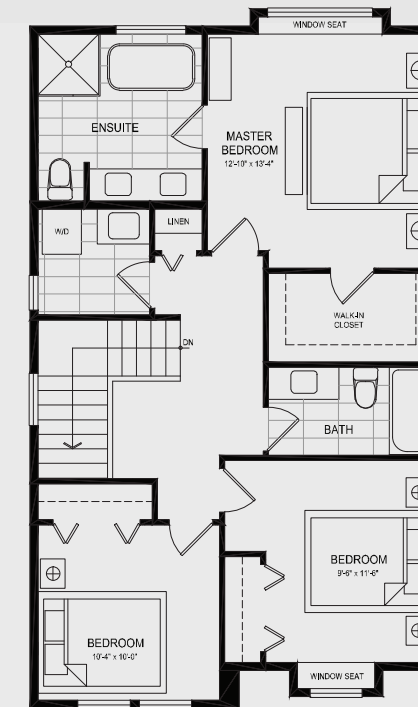 WINDOW SEAT
ENSUITE
MASTER
BEDROOM
12'-10" x 13'-4"
LINEN
W/D
WALK-IN
CLOSET
DN
BATH
BEDROOM
9'-6" x 11'-6"
BEDROOM
10'-4" x 10'-0"
WINDOW SEAT